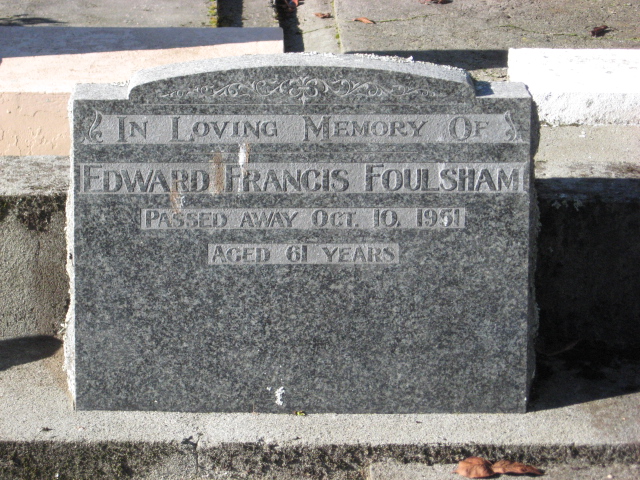 In Loving Memory Of
Edward Francis Foulsham
Passed away Oct. 10, 1951
Aged 61 years